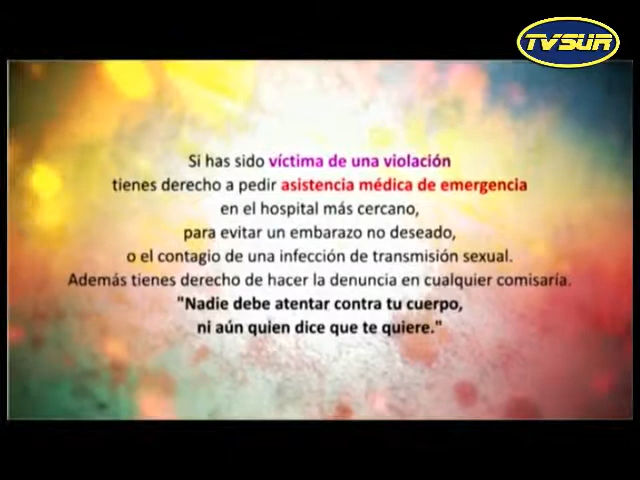 TVSUR
Si has sido víctima de una violación
tienes derecho a pedir asistencia médica de emergencia
en el hospital más cercano,
para evitar un embarazo no deseado,
o el contagio de una infección de transmisión sexual.
Además tienes derecho de hacer la denuncia en cualquier comisaría.
"Nadie debe atentar contra tu cuerpo,
ni aún quien dice que te quiere."